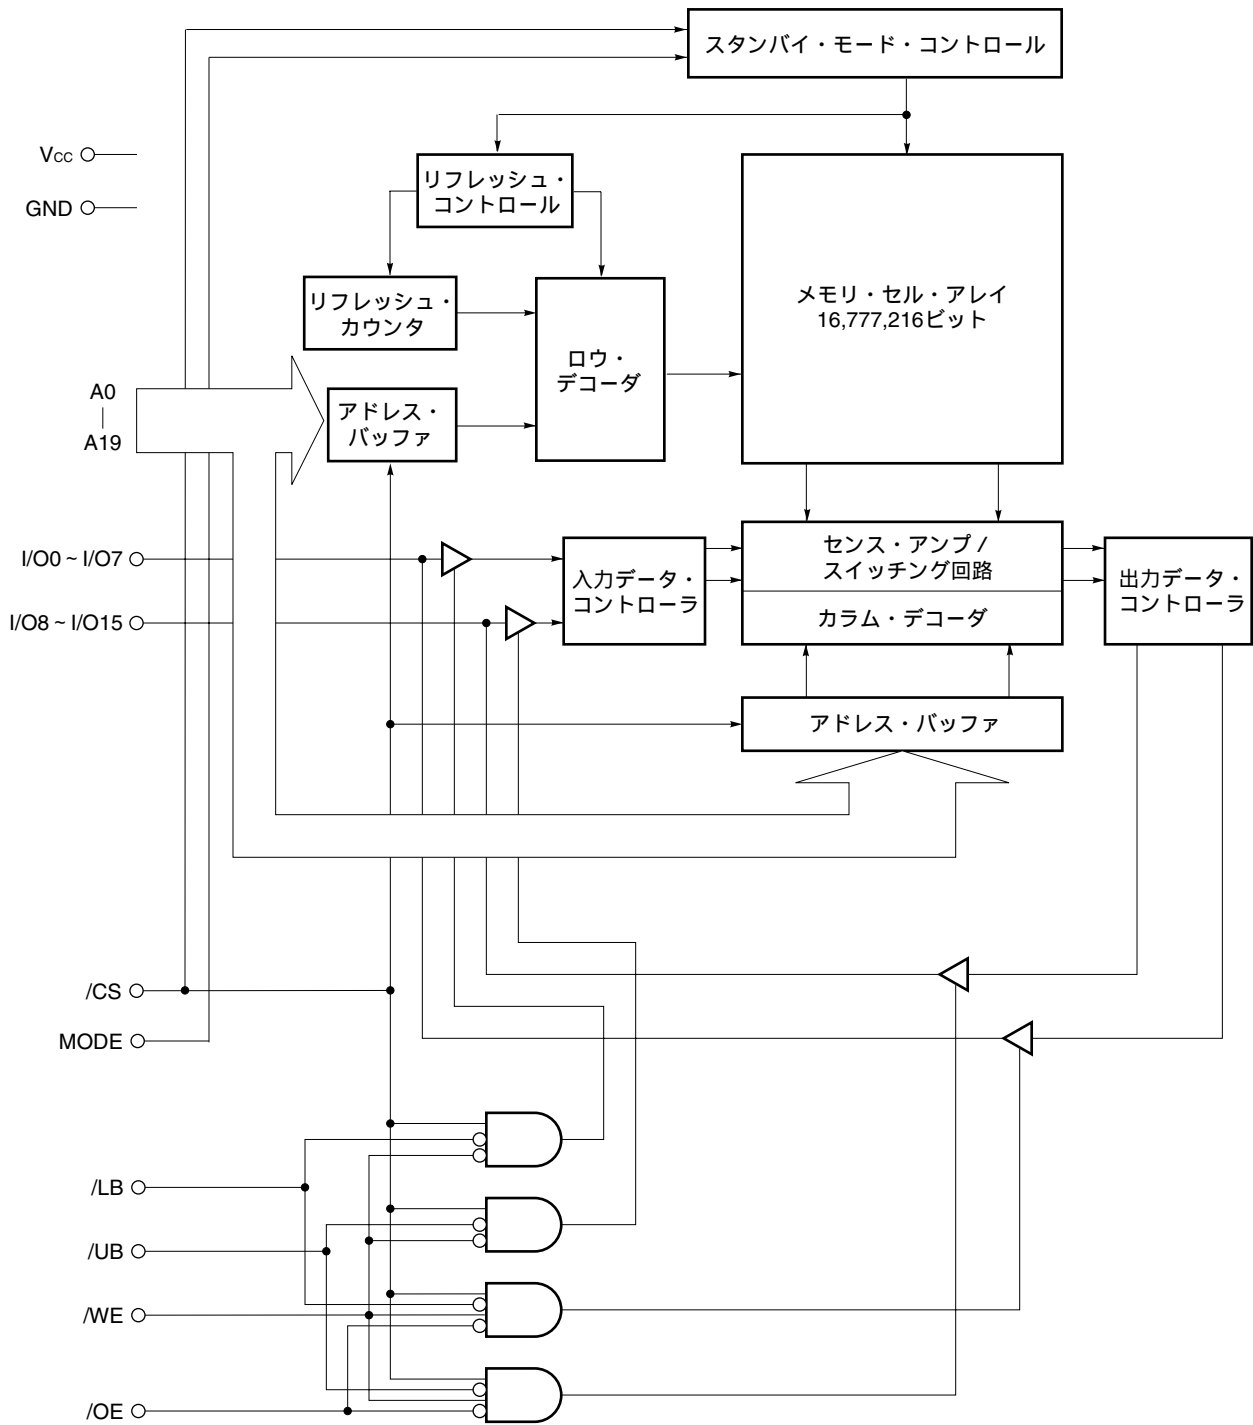 スタンバイ・モード・コントロール
VCC
GND
リフレッシュ・
コントロール
リフレッシュ・
カウンタ
メモリ・セル・アレイ
16,777,216ビット
ロウ・
デコーダ
A0
A19
アドレス・
バッファ
I/O0 ~ I/O7
I/O8 ~ I/O15
入力データ・
コントローラ
センス・アンプ /
スイッチング回路
カラム・デコーダ
出力データ・
コントローラ
アドレス・バッファ
/CS
MODE
/LB
/UB
/WE
/OE